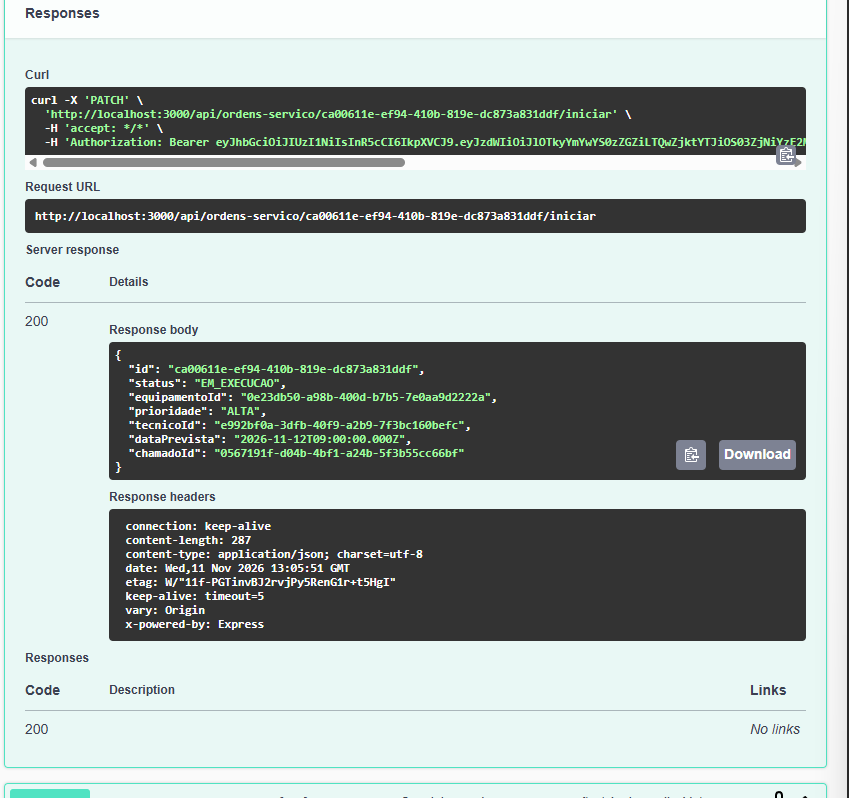 Responses
Curl
curl -X 'PATCH' \
'http://localhost:3000/api/ordens-servico/ca00611e-ef94-410b-819e-dc873a831ddf/iniciar' \
-H 'accept: */*' \
-H 'Authorization: Bearer
Request URL
http://localhost:3000/api/ordens-servico/ca00611e-ef94-410b-819e-dc873a831ddf/iniciar
Server response
Code Details
200
Response body
{
"id": "ca00611e-ef94-410b-819e-dc873a831ddf",
"status": "EM_EXECUCAO",
"equipamentoId": "0e23db50-a98b-400d-b7b5-7e0aa9d2222a",
"prioridade": "ALTA",
"tecnicoId": "e992bf0a-3dfb-40f9-a2b9-7f3bc160befc",
"dataPrevista": "2026-11-12T09:00:00.000Z",
"chamadoId": "0567191f-d04b-4bf1-a24b-5f3b55cc66bf"
}
Download
Response headers
connection: keep-alive
content-length: 287
content-type: application/json; charset=utf-8
date: Wed,11 Nov 2026 13:05:51 GMT
etag: W/"11f-PGTinvBJ2rvjPy5RenG1r+t5HgI"
keep-alive: timeout=5
vary: Origin
x-powered-by: Express
Responses
Code Description Links
200 No links